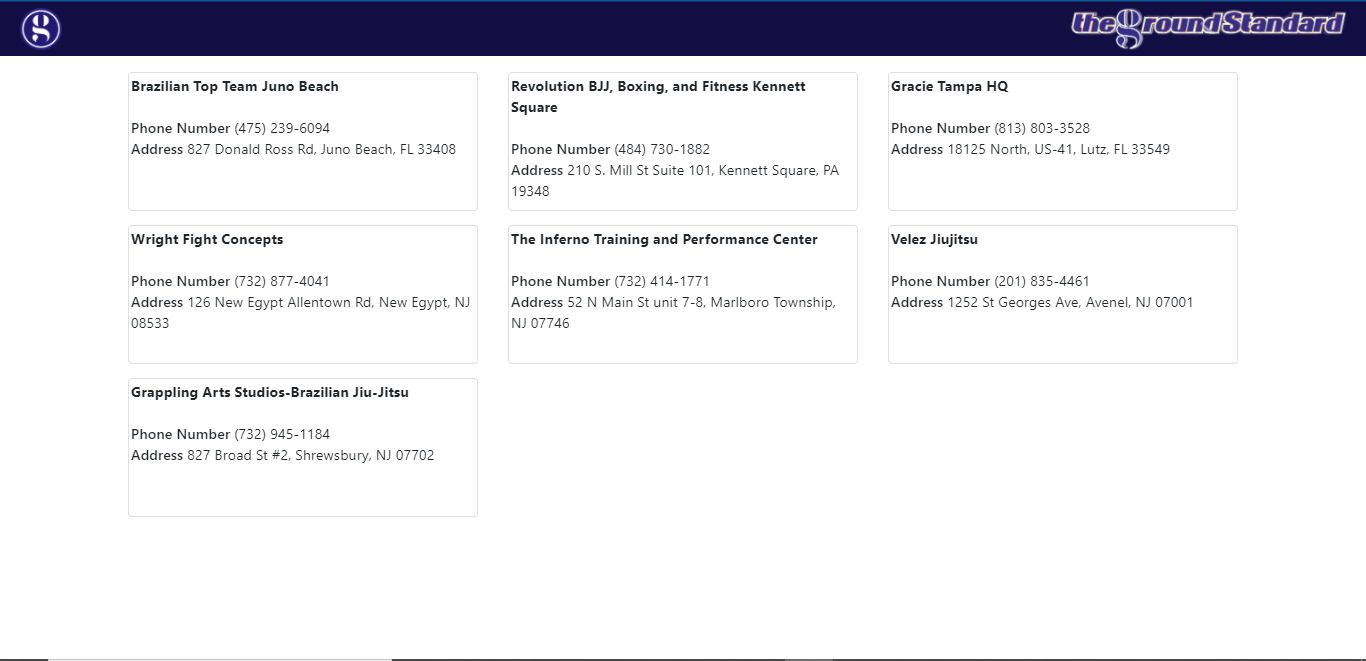 g
thegroundStandard
Brazilian Top Team Juno Beach
Phone Number (475) 239-6094
Address 827 Donald Ross Rd, Juno Beach, FL 33408
Revolution BJJ, Boxing, and Fitness Kennett
Square
Phone Number (484) 730-1882
Address 210 S. Mill St Suite 101, Kennett Square, PA
19348
Gracie Tampa HQ
Phone Number (813) 803-3528
Address 18125 North, US-41, Lutz, FL 33549
Wright Fight Concepts
Phone Number (732) 877-4041
Address 126 New Egypt Allentown Rd, New Egypt, NJ
08533
The Inferno Training and Performance Center
Phone Number (732) 414-1771
Address 52 N Main St unit 7-8, Marlboro Township,
NJ 07746
Velez Jiujitsu
Phone Number (201) 835-4461
Address 1252 St Georges Ave, Avenel, NJ 07001
Grappling Arts Studios-Brazilian Jiu-Jitsu
Phone Number (732) 945-1184
Address 827 Broad St #2, Shrewsbury, NJ 07702